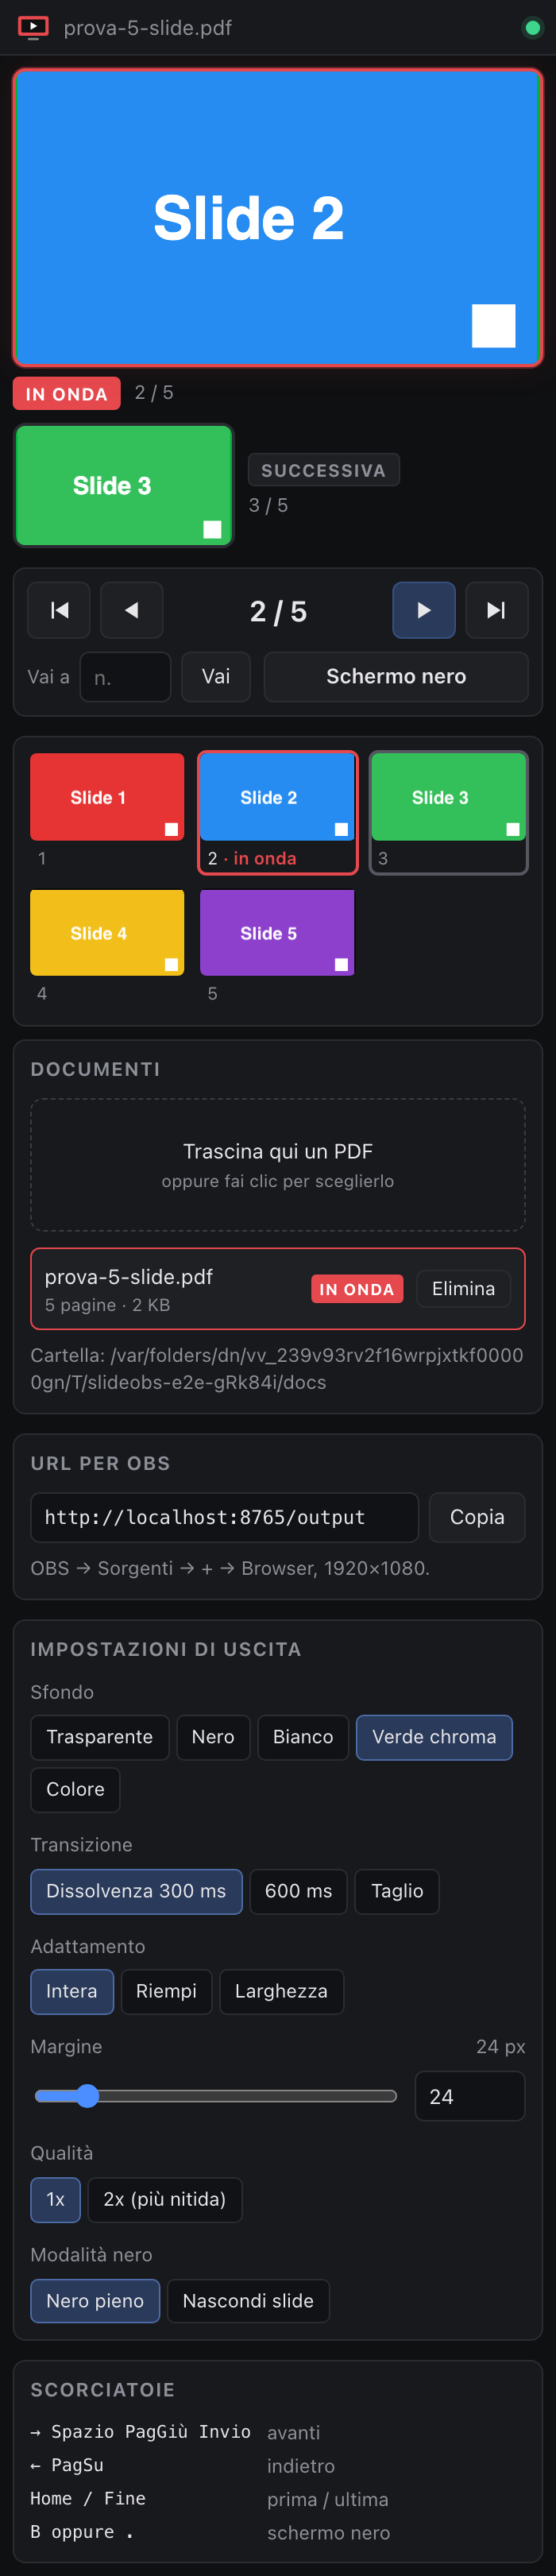 prova-5-slide.pdf
Slide 2
IN ONDA 2 / 5
Slide 3
SUCCESSIVA
3 / 5
2 / 5
Vai a n. Vai Schermo nero
Slide 1
Slide 2
Slide 3
1
2 · in onda
3
Slide 4
Slide 5
4
5
DOCUMENTI
Trascina qui un PDF
oppure fai clic per sceglierlo
prova-5-slide.pdf
5 pagine · 2 KB
IN ONDA
Elimina
Cartella: /var/folders/dn/vv_239v93rv2f16wrpjxtkf0000
0gn/T/slideobs-e2e-gRk84i/docs
URL PER OBS
http://localhost:8765/output Copia
OBS → Sorgenti → + → Browser, 1920×1080.
IMPOSTAZIONI DI USCITA
Sfondo
Trasparente Nero Bianco Verde chroma
Colore
Transizione
Dissolvenza 300 ms 600 ms Taglio
Adattamento
Intera Riempi Larghezza
Margine 24 px
24
Qualità
1x 2x (più nitida)
Modalità nero
Nero pieno Nascondi slide
SCORCIATOIE
→ Spazio PagGiù Invio avanti
← PagSu indietro
Home / Fine prima / ultima
B oppure . schermo nero